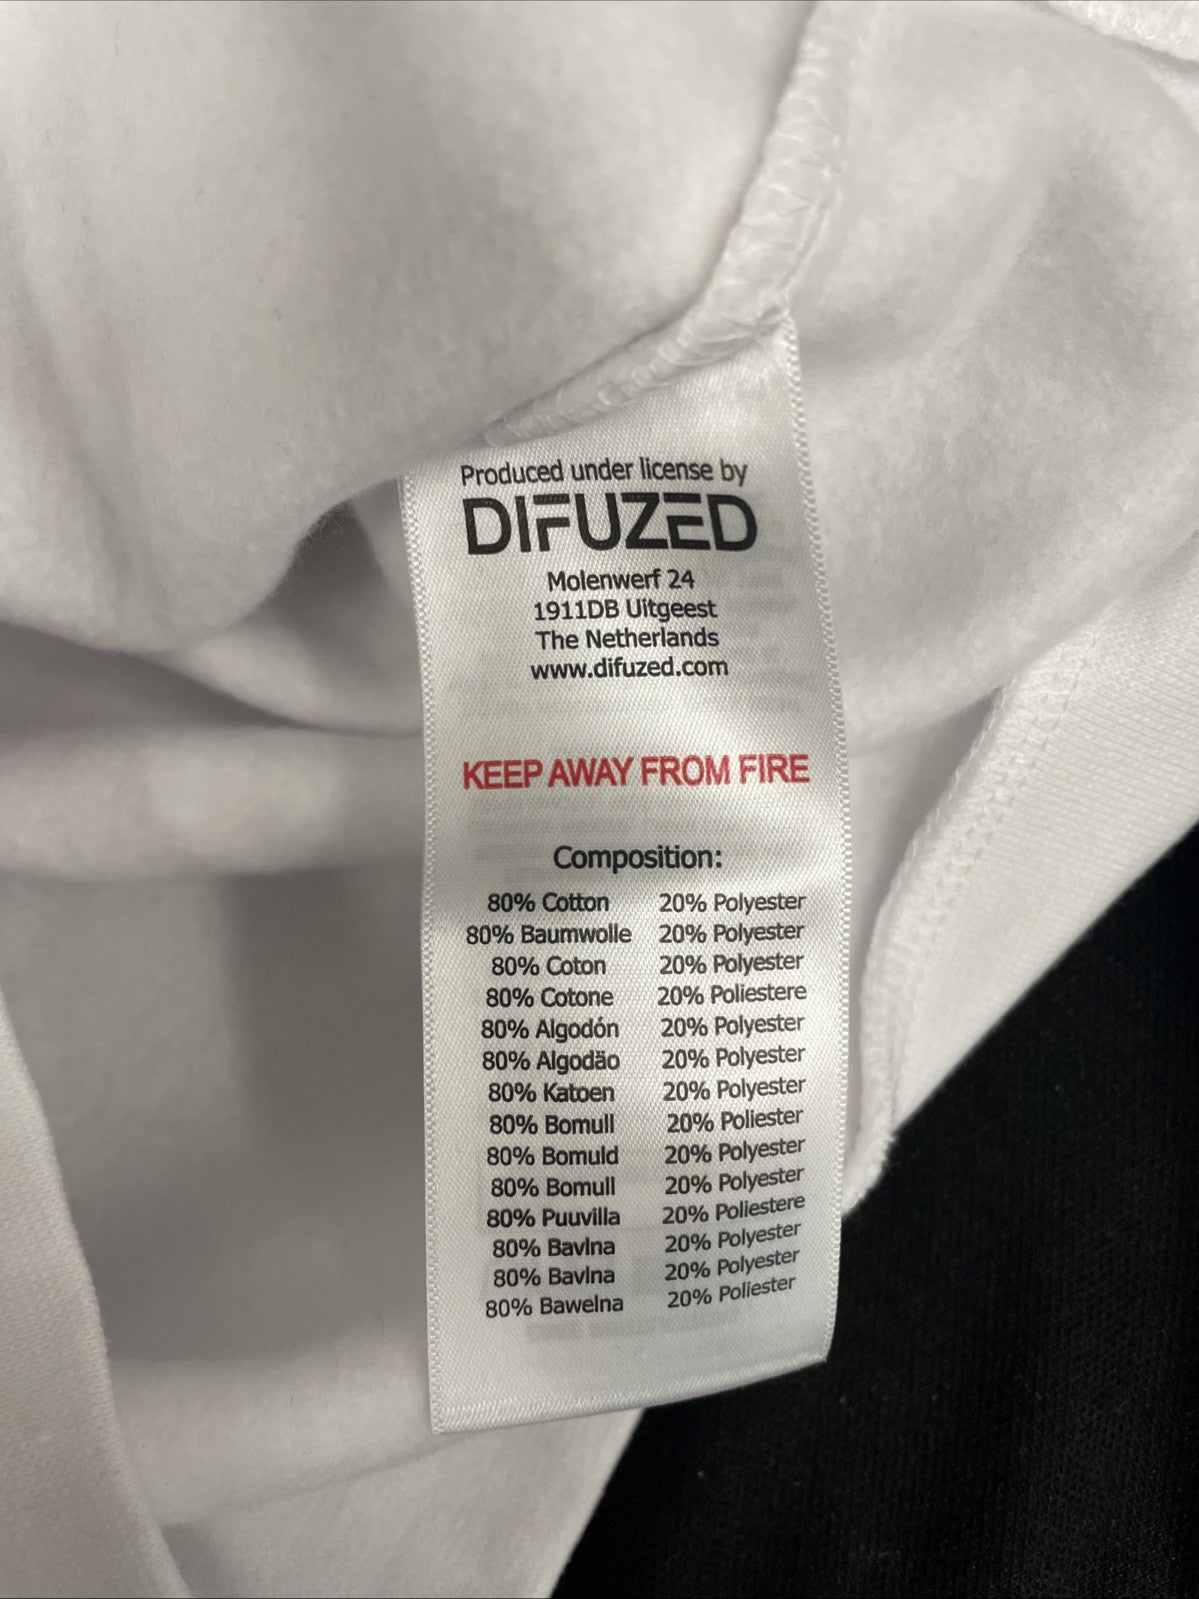 Produced under license by
DIFUZED
Molenwerf 24
1911DB Uitgeest
The Netherlands
www.difuzed.com
KEEP AWAY FROM FIRE
Composition:
80% Cotton 20% Polyester
80% Baumwolle 20% Polyester
80% Coton 20% Polyester
80% Cotone 20% Poliestere
80% Algodón 20% Polyester
80% Algodão 20% Polyester
80% Katoen 20% Polyester
80% Bomull 20% Poliester
80% Bomuld 20% Polyester
80% Bomull 20% Polyester
80% Puuvilla 20% Poliestere
80% Bavlna 20% Polyester
80% Bavlna 20% Polyester
80% Bawelna 20% Poliester